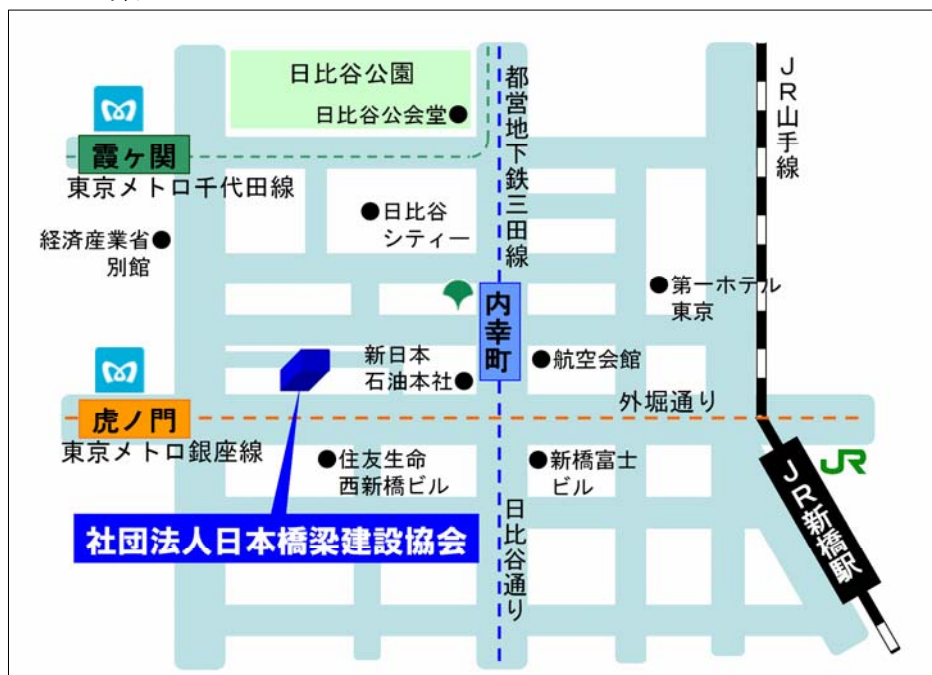 日比谷公園
日比谷公会堂
都営地下鉄三田線
JR山手線
霞ヶ関
東京メトロ千代田線
経済産業省
別館
日比谷
シティー
第一ホテル
東京
内幸町
新日本
石油本社
航空会館
外堀通り
虎ノ門
東京メトロ銀座線
住友生命
西新橋ビル
新橋富士
ビル
JR
JR新橋駅
社団法人日本橋梁建設協会
日比谷通り